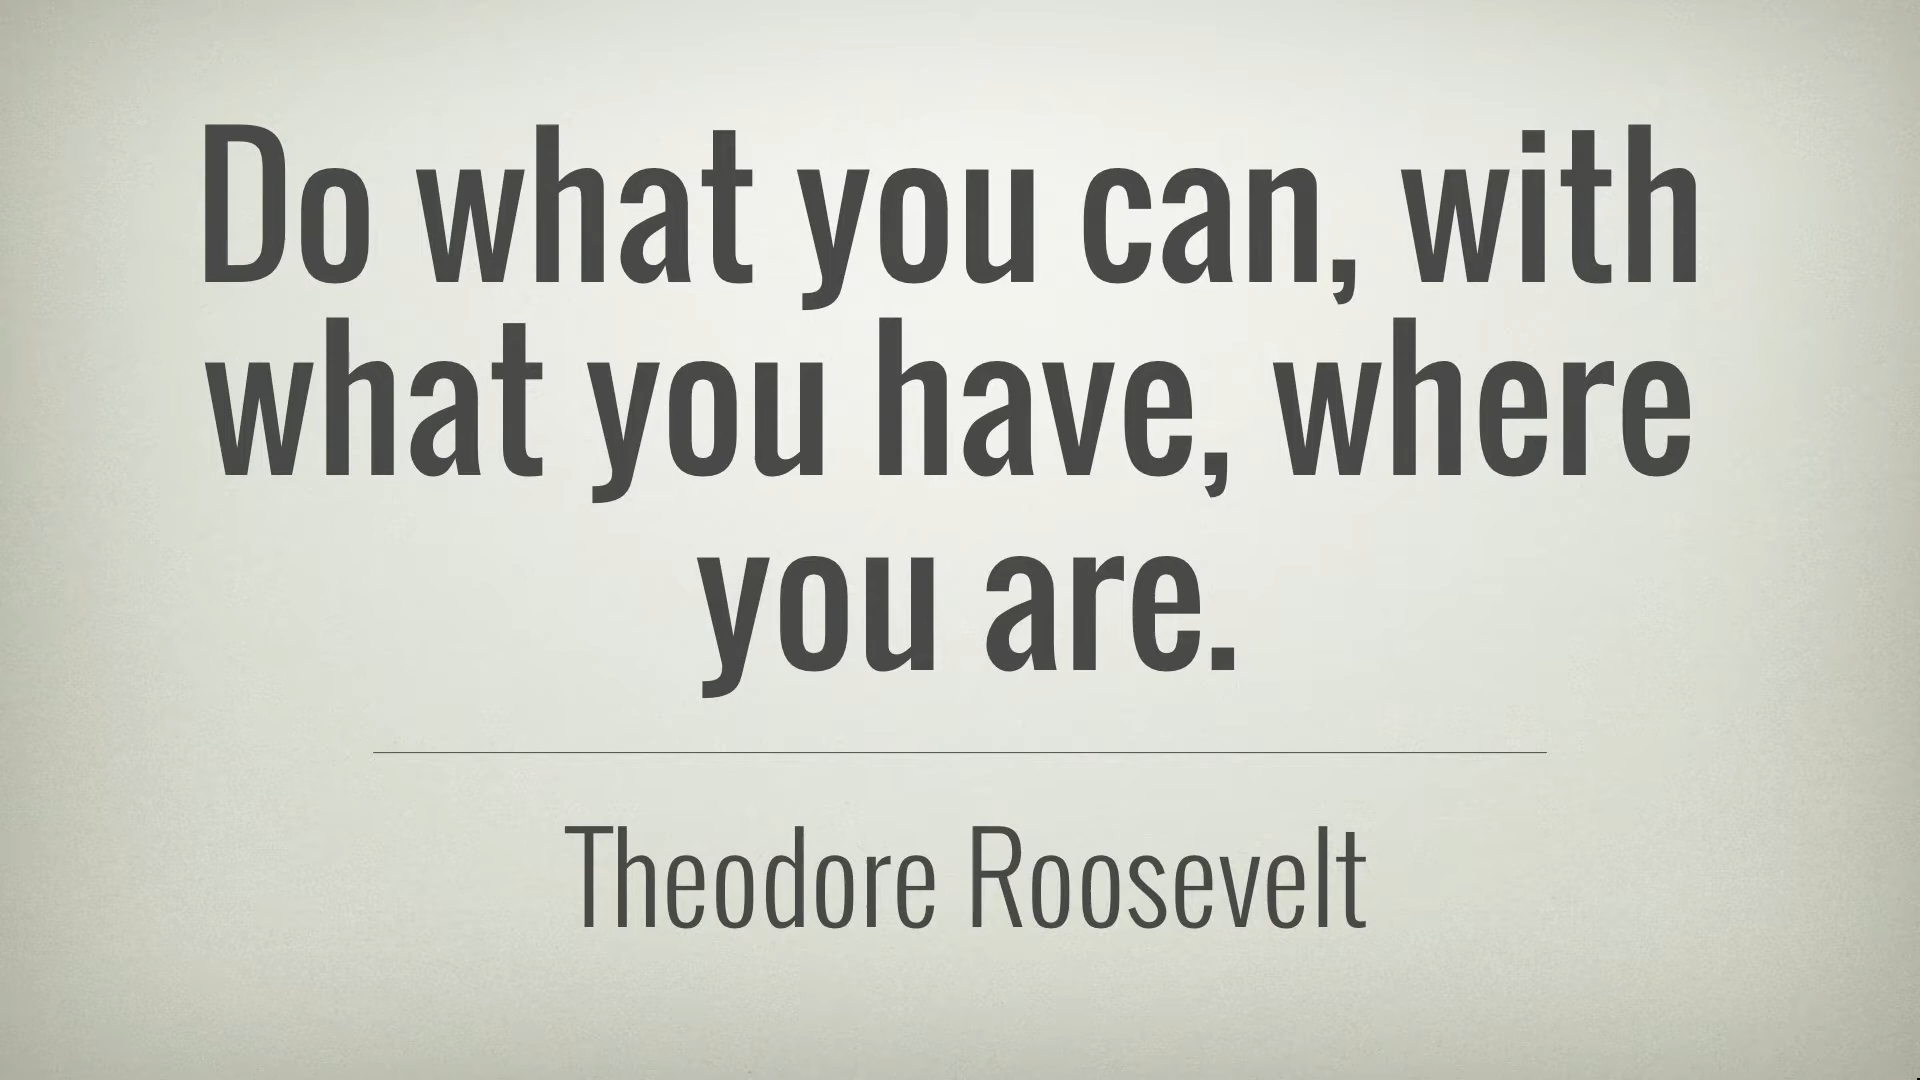 Do what you can, with
what you have, where
you are.
Theodore Roosevelt